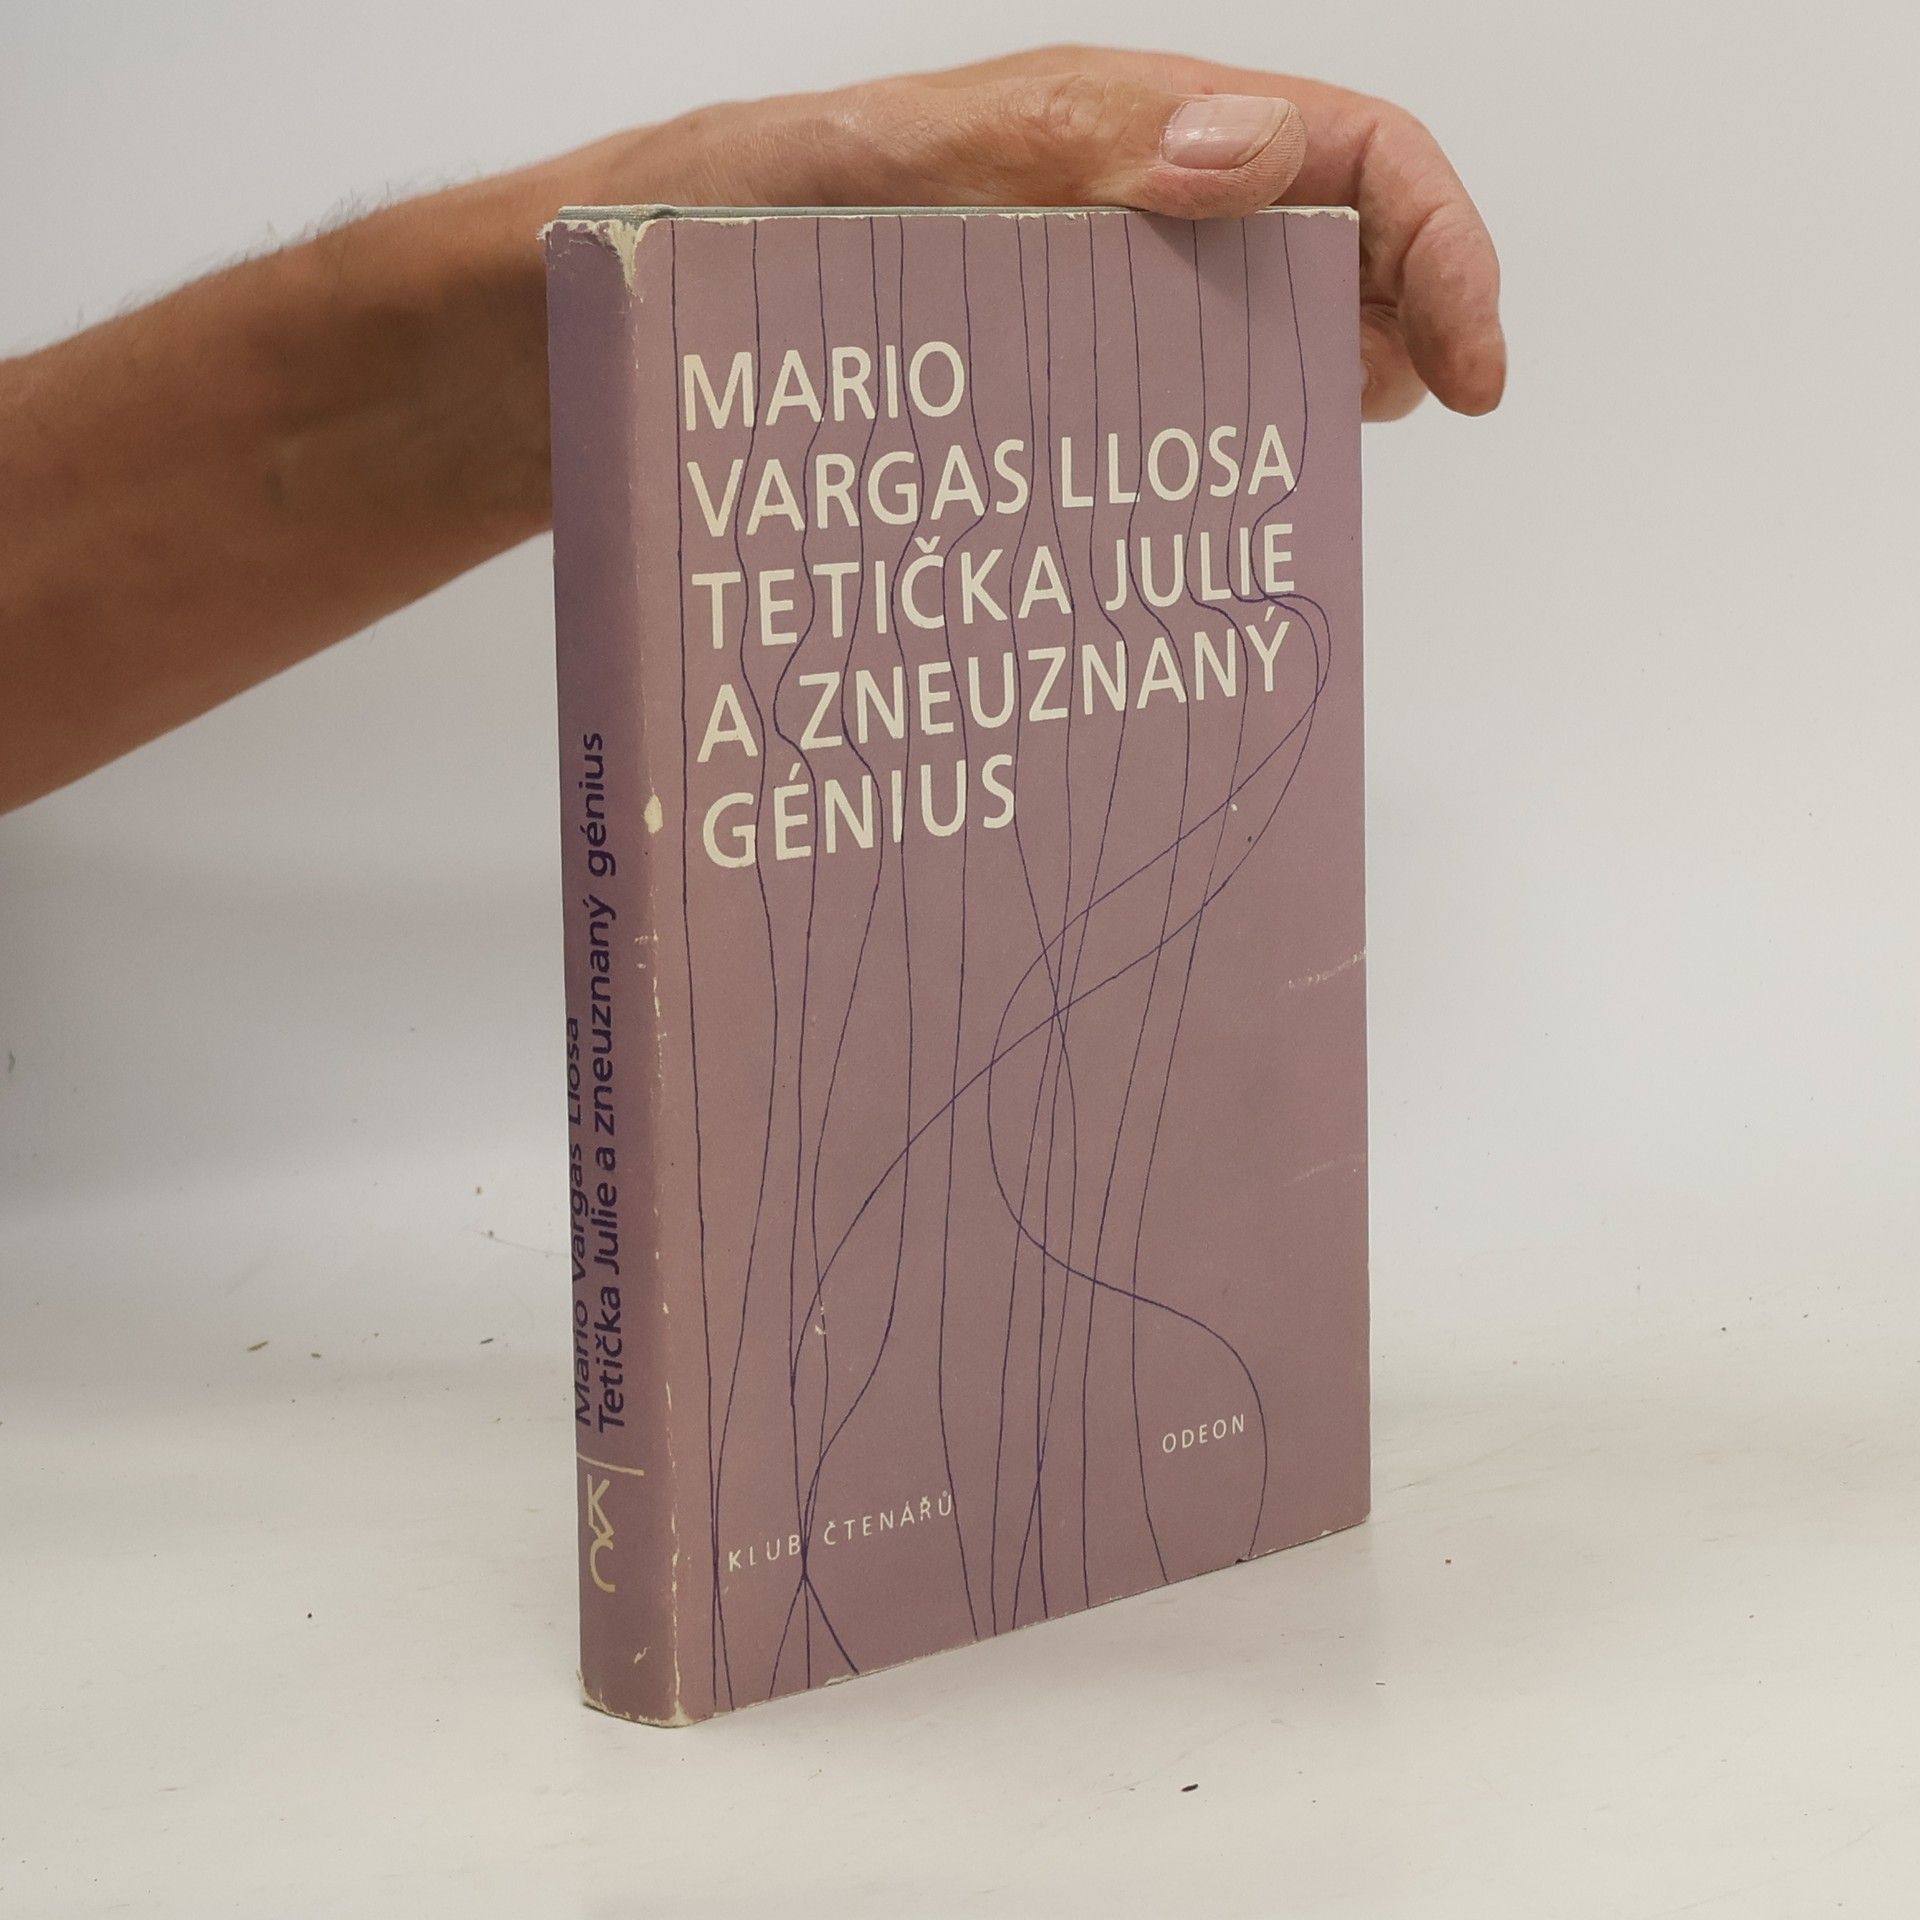 MARIO
VARGAS LLOSA
TETIČKA JULIE
A ZNEUZNANÝ
GÉNIUS
ODEON
KLUB ČTENÁŘŮ
Mario Vargas Llosa
Tetička Julie a zneuznaný génius
KČ